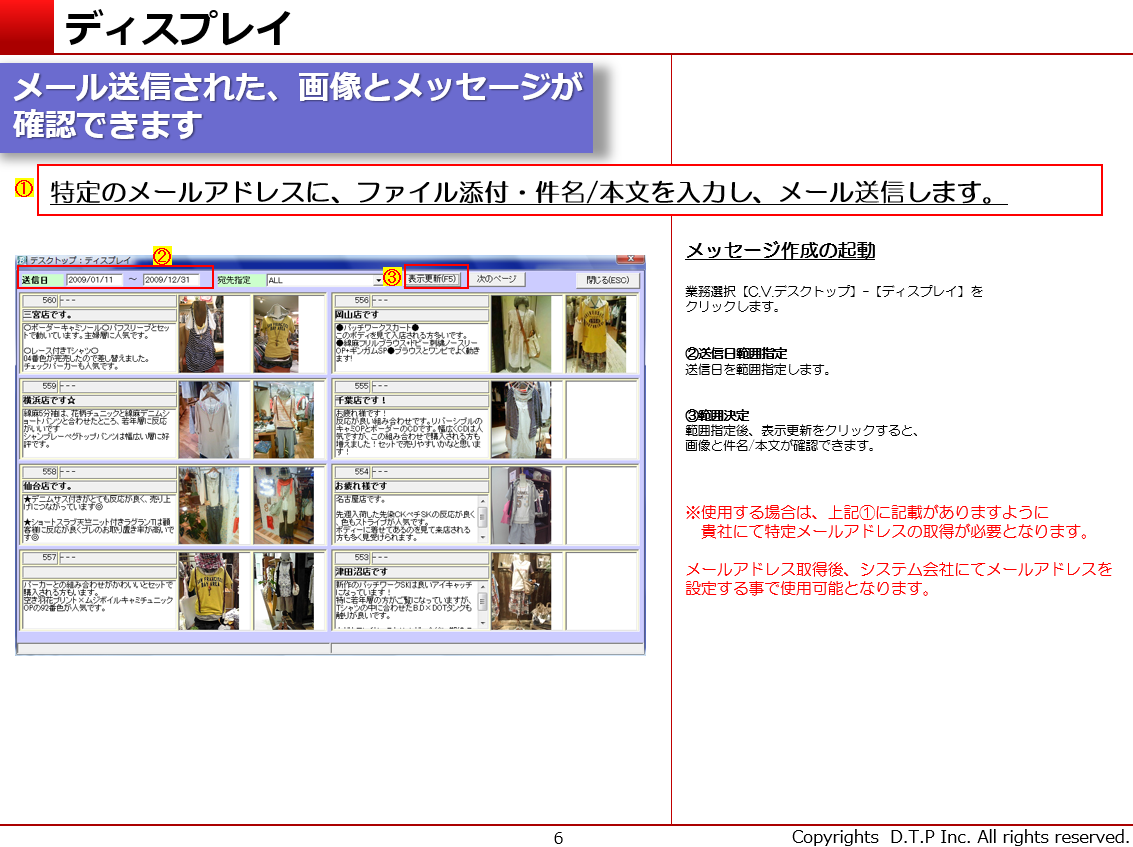 ディスプレイ
メール送信された、画像とメッセージが
確認できます
① 特定のメールアドレスに、ファイル添付・件名/本文を入力し、メール送信します。
デスクトップ：ディスプレイ
②
送信日 2009/01/11 ～ 2009/12/31 宛先指定 ALL ③ 表示更新(F5) 次のページ 閉じる(ESC)
560 ---
三宮店です。
〇ボーダーキャミソール〇パフスリーブとセットで動いています。主婦層に人気です。
〇レース付きTシャツ〇
04番色が完売したので差し替えました。
チェックパーカーも人気です。
556 ---
岡山店です
●パッチワークスカート●
このボディを見て入店される方多いです。
●綿麻フリルブラウス+ドビー刺繍ノースリー
OP+ギンガムSP●ブラウスとワンピでよく動きます!
559 ---
横浜店です☆
綿麻5分袖は、花柄チュニックと綿麻デニムショートパンツと合わせたところ、若年層に反応がいいです
シャンブレーペグトップパンツは幅広い層に好評です。
555 ---
千葉店です！
お疲れ様です！
反応が良い組み合わせです。リバーシブルのキャミOPとボーダーのCDです。幅広くCDは人気ですが、この組み合わせで購入される方も増えました！セットで売りやすいかなと思います！
558 ---
仙台店です。
★デニムサス付きがとても反応が良く、売り上げにつながっています◎
★ショートスラブ天竺ニット付きラグランTは顧客様に反応が良くプレのお取り置き率が高いです◎
554 ---
お疲れ様です
名古屋店です。
先週入荷した先染CKペチSKの反応が良く、色もストライプが人気です。
ボディーに着せてあるのを見て来店される方も多く見受けられます。
557 ---
パーカーとの組み合わせがかわいいとセットで購入される方もいます。
空き羽花プリント×ムジボイルキャミチュニックOPの92番色が人気です。
553 ---
津田沼店です
新作のパッチワークSKは良いアイキャッチになっています！
特に若年層の方がご覧になっていますが、Tシャツの中に合わせたB.D×DOTタンクも触りが良いです。
メッセージ作成の起動
業務選択【C.V.デスクトップ】-【ディスプレイ】を
クリックします。
②送信日範囲指定
送信日を範囲指定します。
③範囲決定
範囲指定後、表示更新をクリックすると、
画像と件名/本文が確認できます。
※使用する場合は、上記①に記載がありますように
貴社にて特定メールアドレスの取得が必要となります。
メールアドレス取得後、システム会社にてメールアドレスを
設定する事で使用可能となります。
6
Copyrights D.T.P Inc. All rights reserved.